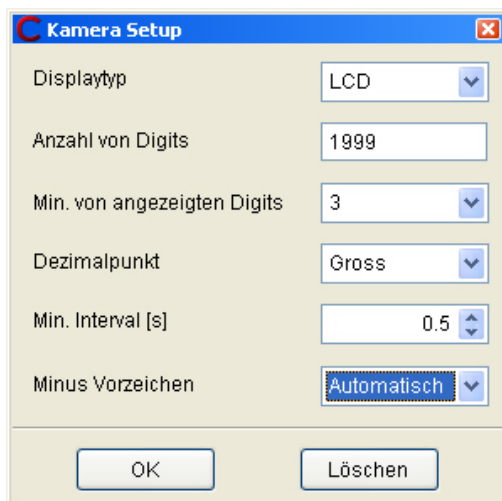 Kamera Setup
Displaytyp LCD
Anzahl von Digits 1999
Min. von angezeigten Digits 3
Dezimalpunkt Gross
Min. Interval [s] 0.5
Minus Vorzeichen Automatisch
OK Löschen